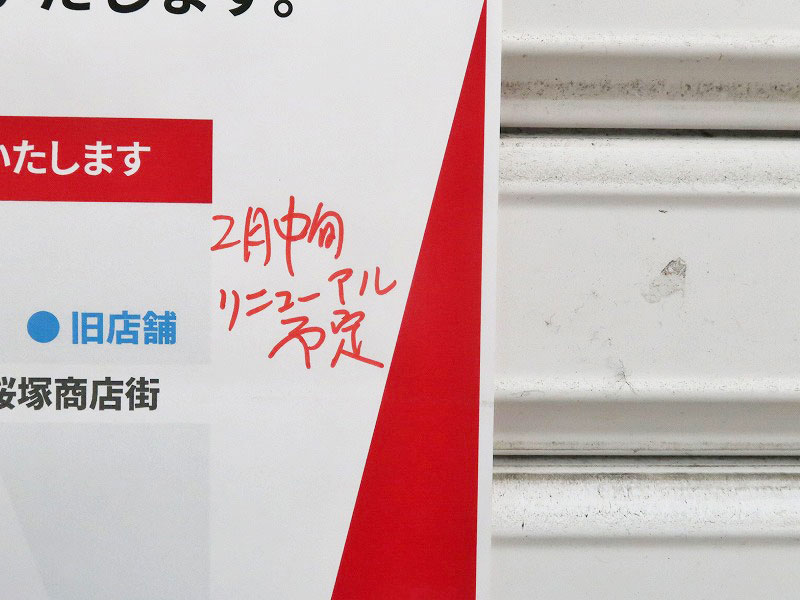 たします。
いたします
2月中旬
リニューアル
予定
● 旧店舗
桜塚商店街